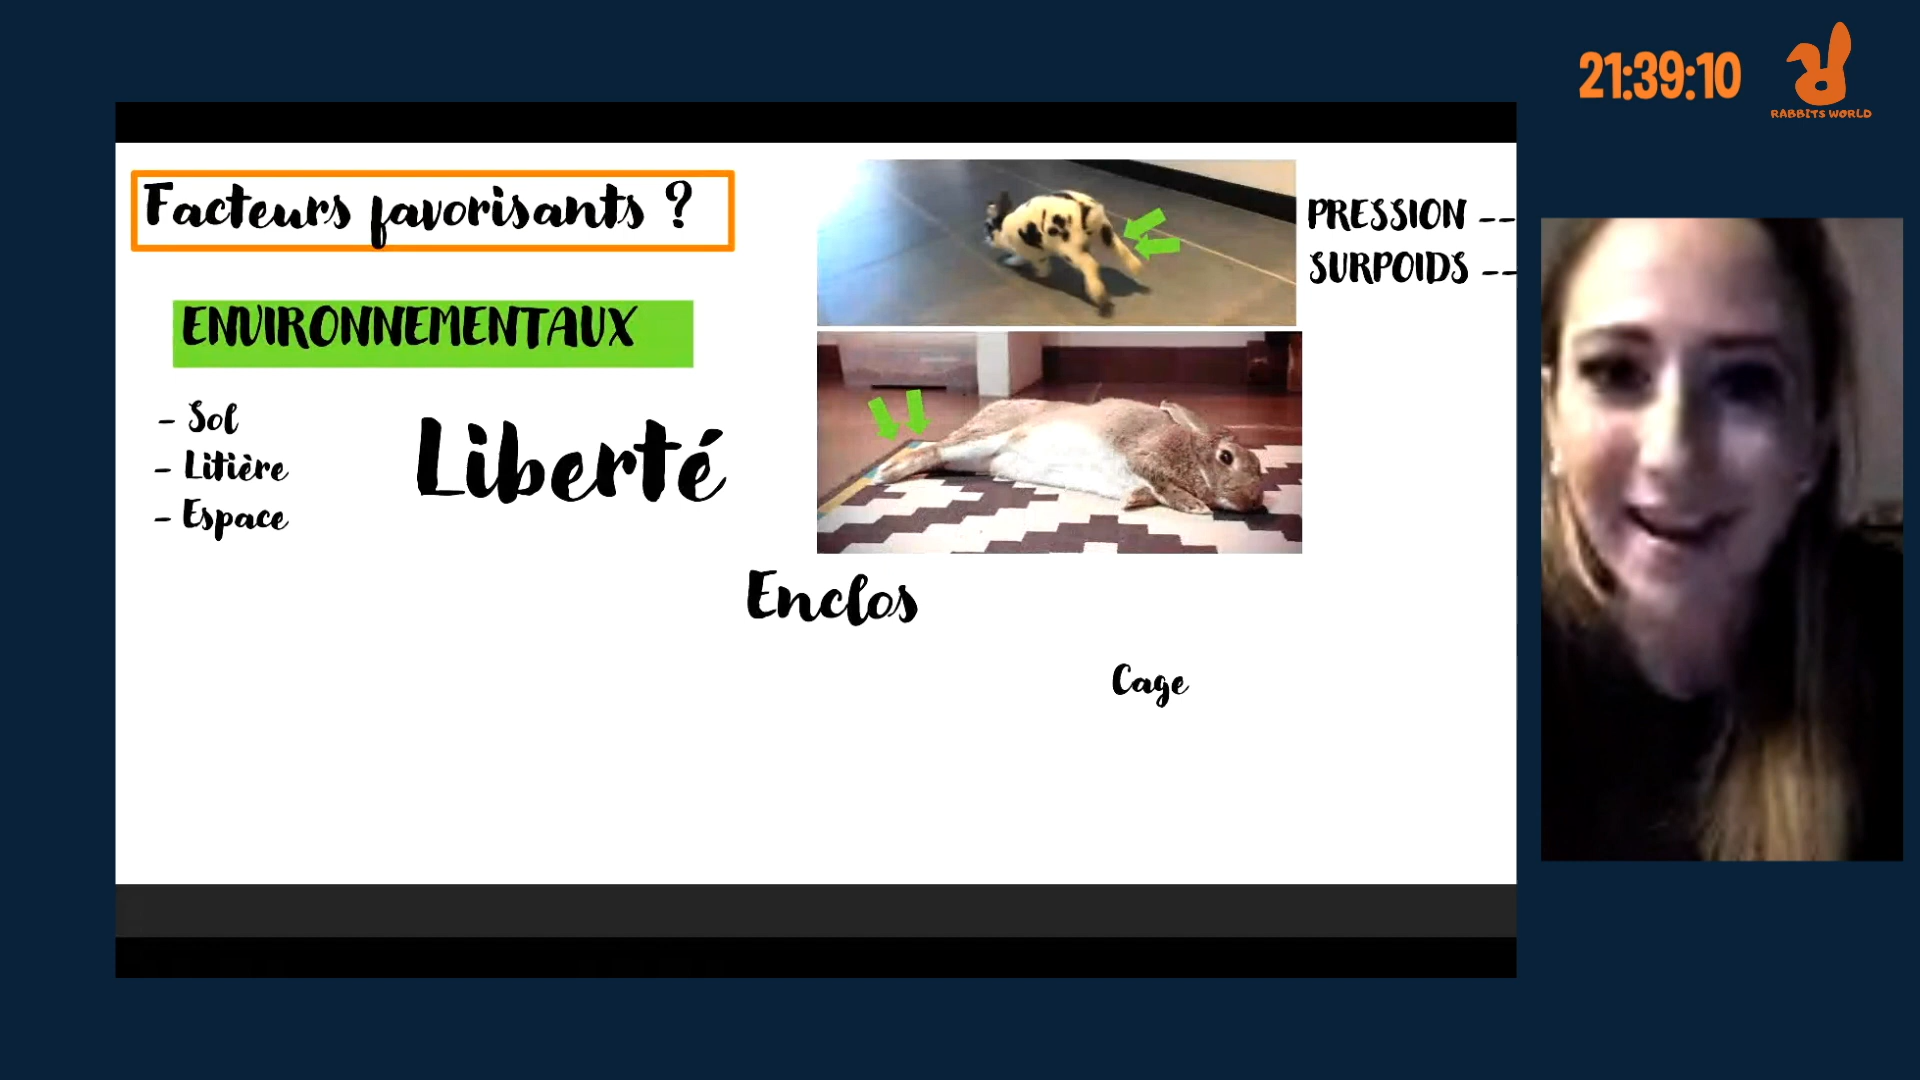 21:39:10
RABBITS WORLD
Facteurs favorisants ?
PRESSION --
SURPOIDS --
ENVIRONNEMENTAUX
- Sol
- Litière
- Espace
Liberté
Enclos
Cage